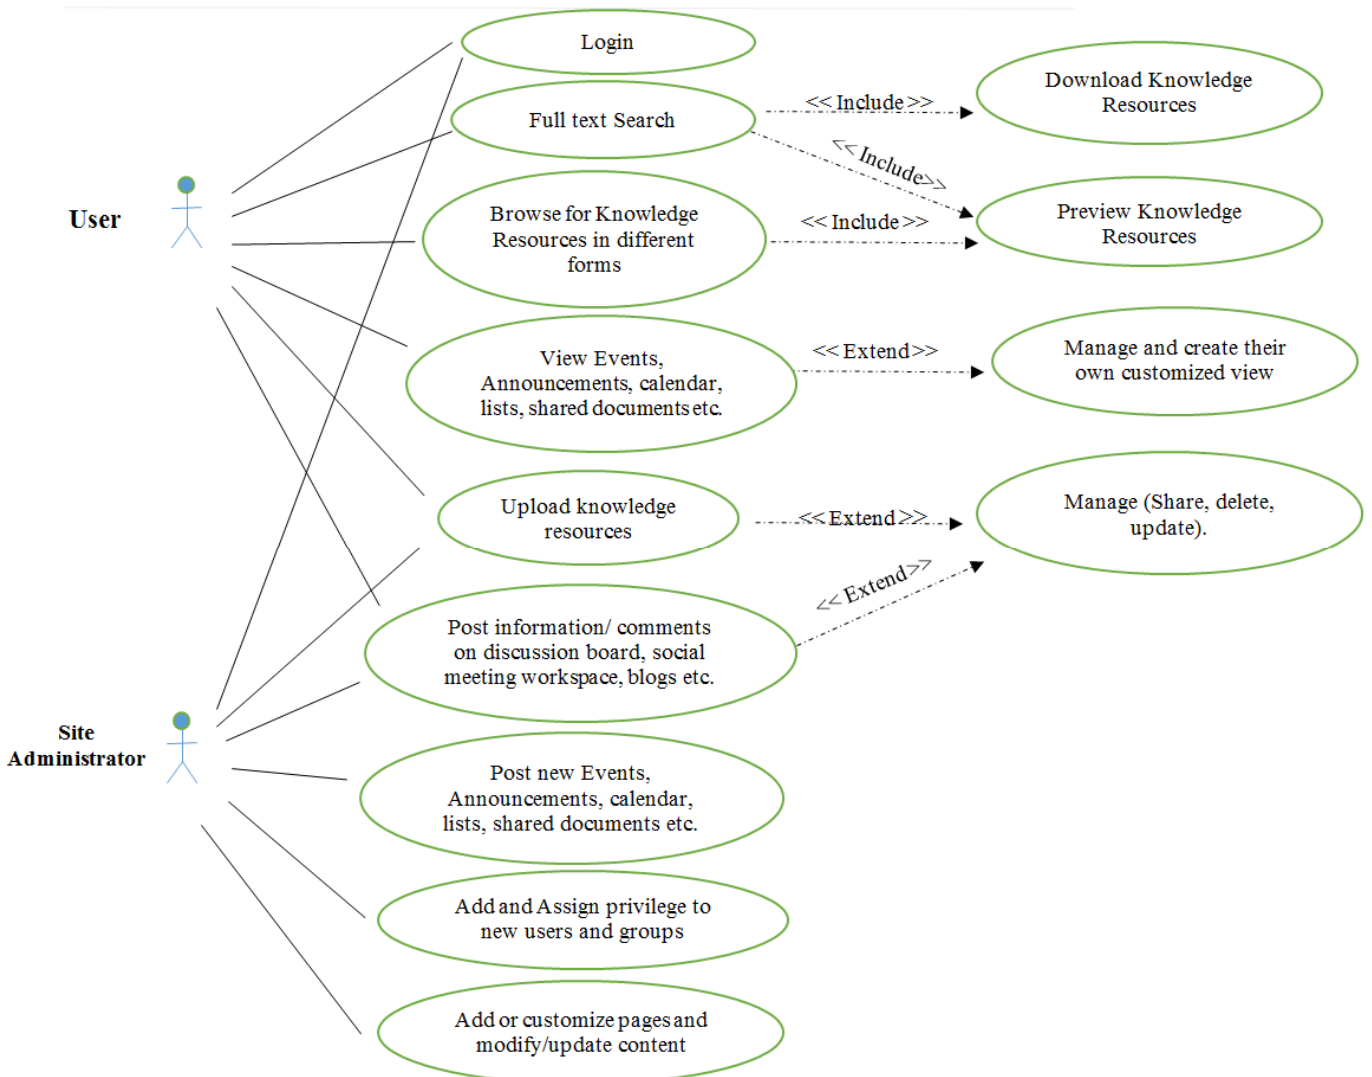 Login
Full text Search
<< Include >>
Download Knowledge
Resources
<< Include>>
User
Browse for Knowledge
Resources in different
forms
<< Include >>
Preview Knowledge
Resources
View Events,
Announcements, calendar,
lists, shared documents etc.
<< Extend >>
Manage and create their
own customized view
Upload knowledge
resources
<< Extend >>
Manage (Share, delete,
update).
<< Extend>>
Post information/ comments
on discussion board, social
meeting workspace, blogs etc.
Site
Administrator
Post new Events,
Announcements, calendar,
lists, shared documents etc.
Add and Assign privilege to
new users and groups
Add or customize pages and
modify/update content